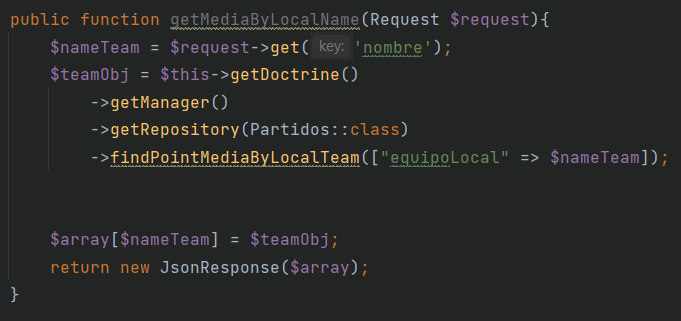 public function getMediaByLocalName(Request $request){
$nameTeam = $request->get( key: 'nombre');
$teamObj = $this->getDoctrine()
->getManager()
->getRepository(Partidos::class)
->findPointMediaByLocalTeam(["equipoLocal" => $nameTeam]);
$array[$nameTeam] = $teamObj;
return new JsonResponse($array);
}